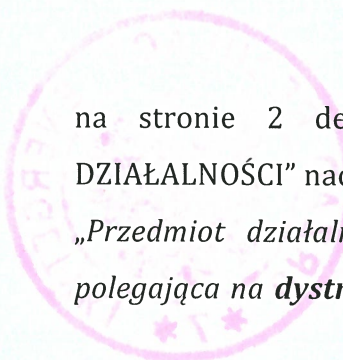 na stronie 2 de
DZIAŁALNOŚCI” nad
„Przedmiot działaln
polegająca na dystr